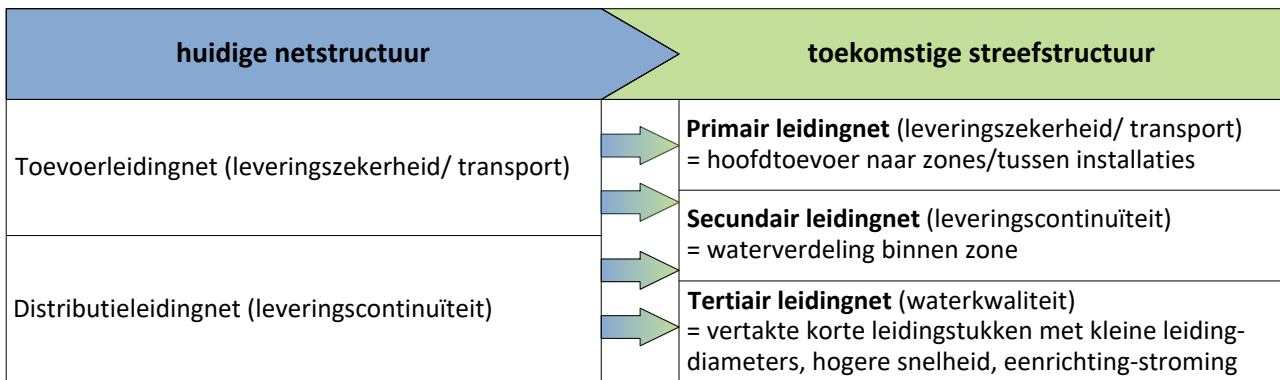 huidige netstructuur
toekomstige streefstructuur
Toevoerleidingnet (leveringszekerheid/ transport)
Distributieleidingnet (leveringscontinuïteit)
Primair leidingnet (leveringszekerheid/ transport)
= hoofdtoevoer naar zones/tussen installaties
Secundair leidingnet (leveringscontinuïteit)
= waterverdeling binnen zone
Tertiair leidingnet (waterkwaliteit)
= vertakte korte leidingstukken met kleine leiding-
diameters, hogere snelheid, eenrichting-stroming